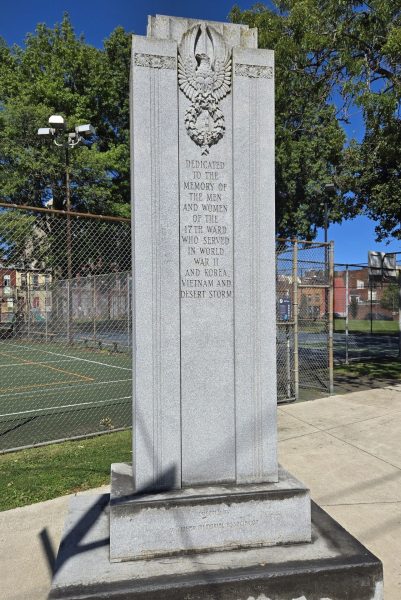 DEDICATED
TO THE
MEMORY OF
THE MEN
AND WOMEN
OF THE
17TH WARD
WHO SERVED
IN WORLD
WAR II
AND KOREA,
VIETNAM AND
DESERT STORM